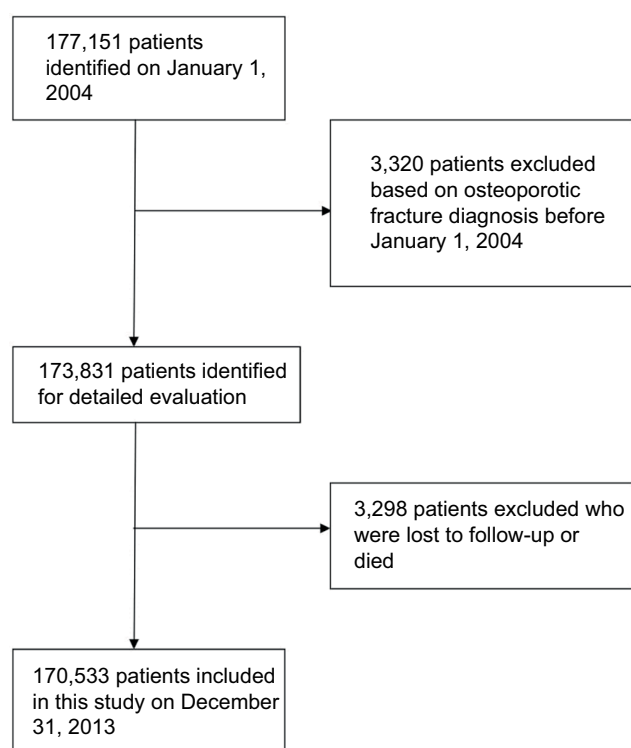 177,151 patients
identified on January 1,
2004
3,320 patients excluded
based on osteoporotic
fracture diagnosis before
January 1, 2004
173,831 patients identified
for detailed evaluation
3,298 patients excluded who
were lost to follow-up or
died
170,533 patients included
in this study on December
31, 2013